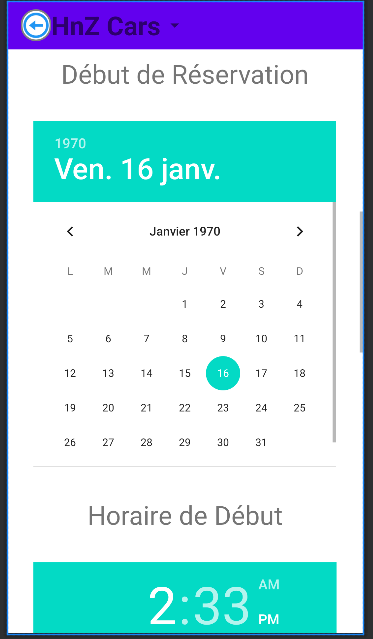 HnZ Cars
Début de Réservation
1970
Ven. 16 janv.
Janvier 1970
L M M J V S D
1 2 3 4
5 6 7 8 9 10 11
12 13 14 15 16 17 18
19 20 21 22 23 24 25
26 27 28 29 30 31
Horaire de Début
2:33 AM
PM